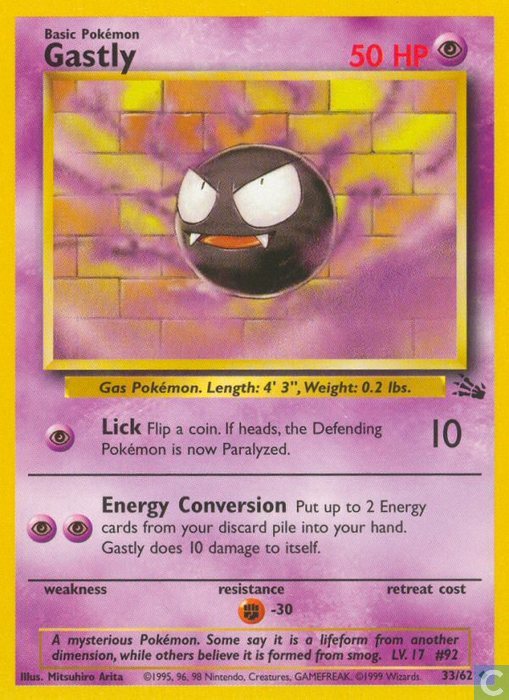 Basic Pokémon
Gastly
50 HP
Gas Pokémon. Length: 4' 3", Weight: 0.2 lbs.
Lick Flip a coin. If heads, the Defending
Pokémon is now Paralyzed.
10
Energy Conversion Put up to 2 Energy
cards from your discard pile into your hand.
Gastly does 10 damage to itself.
weakness resistance retreat cost
-30
A mysterious Pokémon. Some say it is a lifeform from another
dimension, while others believe it is formed from smog. LV. 17 #92
Illus. Mitsuhiro Arita ©1995, 96, 98 Nintendo, Creatures, GAMEFREAK. ©1999 Wizards. 33/62
C